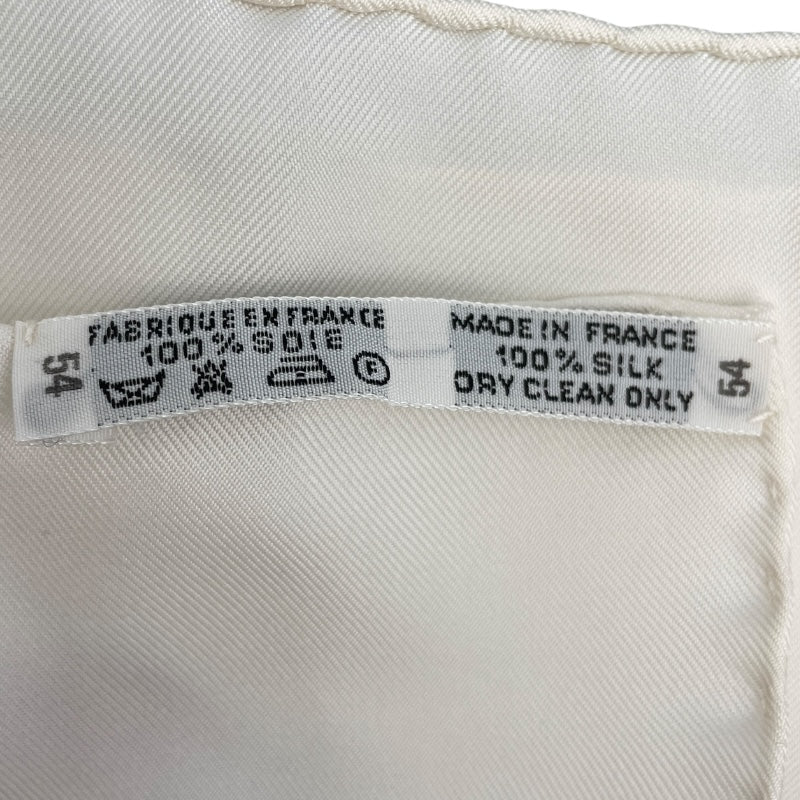 54
FABRIQUE EN FRANCE
100% SOIE
F
MADE IN FRANCE
100% SILK
DRY CLEAN ONLY
54